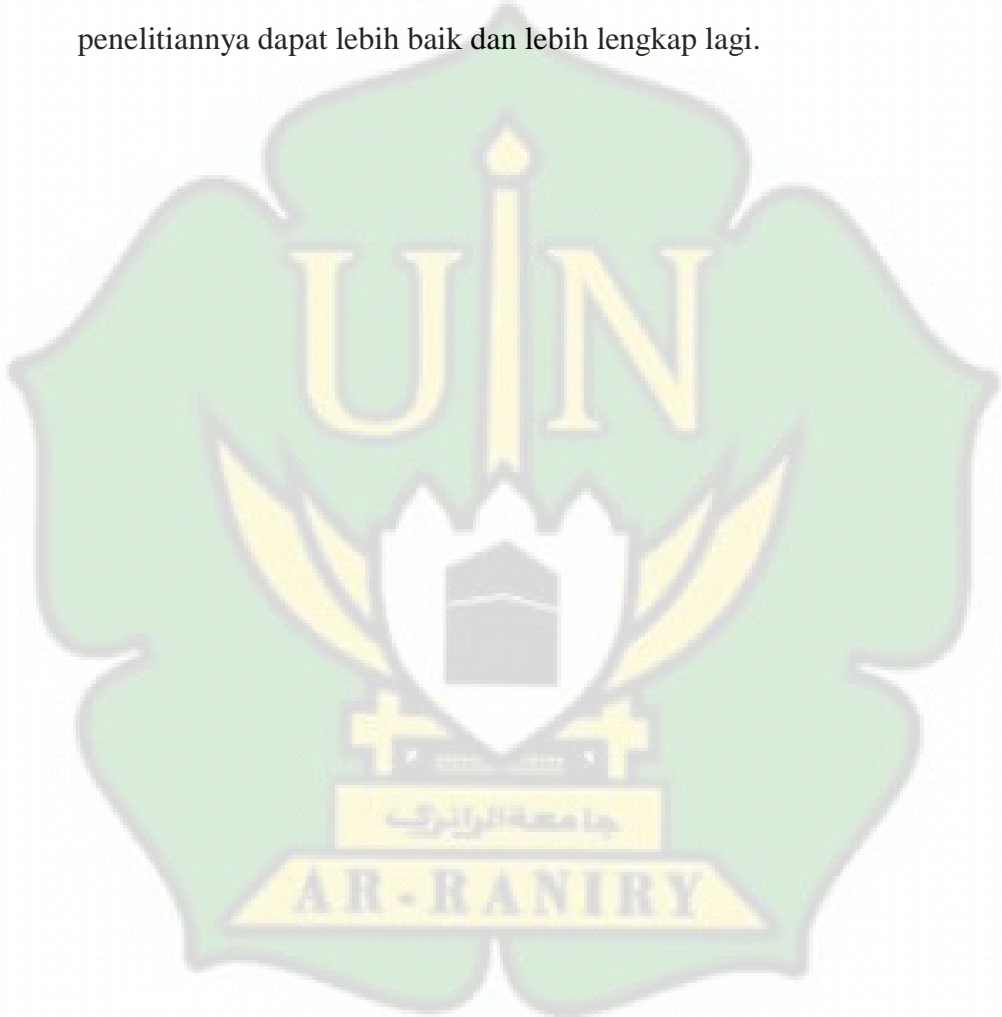 penelitiannya dapat lebih baik dan lebih lengkap lagi.
UIN
جامعة الرانري
AR-RANIRY